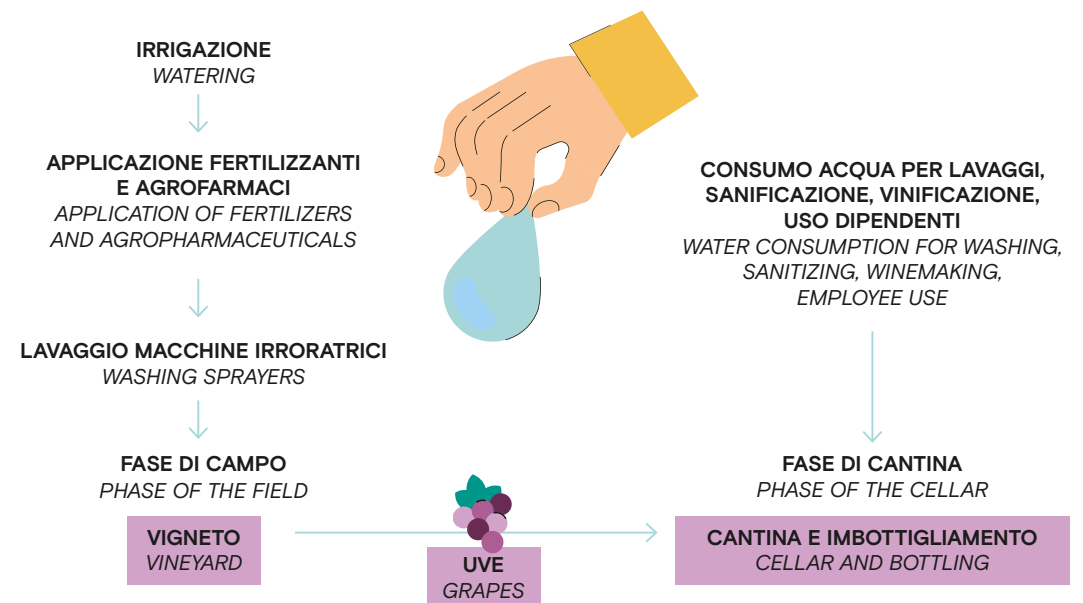 IRRIGAZIONE
WATERING
APPLICAZIONE FERTILIZZANTI
E AGROFARMACI
APPLICATION OF FERTILIZERS
AND AGROPHARMACEUTICALS
LAVAGGIO MACCHINE IRRORATRICI
WASHING SPRAYERS
FASE DI CAMPO
PHASE OF THE FIELD
VIGNETO
VINEYARD
UVE
GRAPES
CONSUMO ACQUA PER LAVAGGI,
SANIFICAZIONE, VINIFICAZIONE,
USO DIPENDENTI
WATER CONSUMPTION FOR WASHING,
SANITIZING, WINEMAKING,
EMPLOYEE USE
FASE DI CANTINA
PHASE OF THE CELLAR
CANTINA E IMBOTTIGLIAMENTO
CELLAR AND BOTTLING